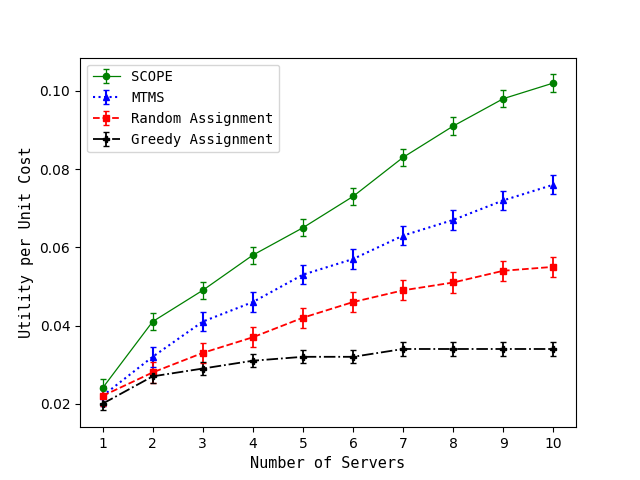 SCOPE
MTMS
Random Assignment
Greedy Assignment
0.10
0.08
0.06
0.04
0.02
Utility per Unit Cost
1 2 3 4 5 6 7 8 9 10
Number of Servers